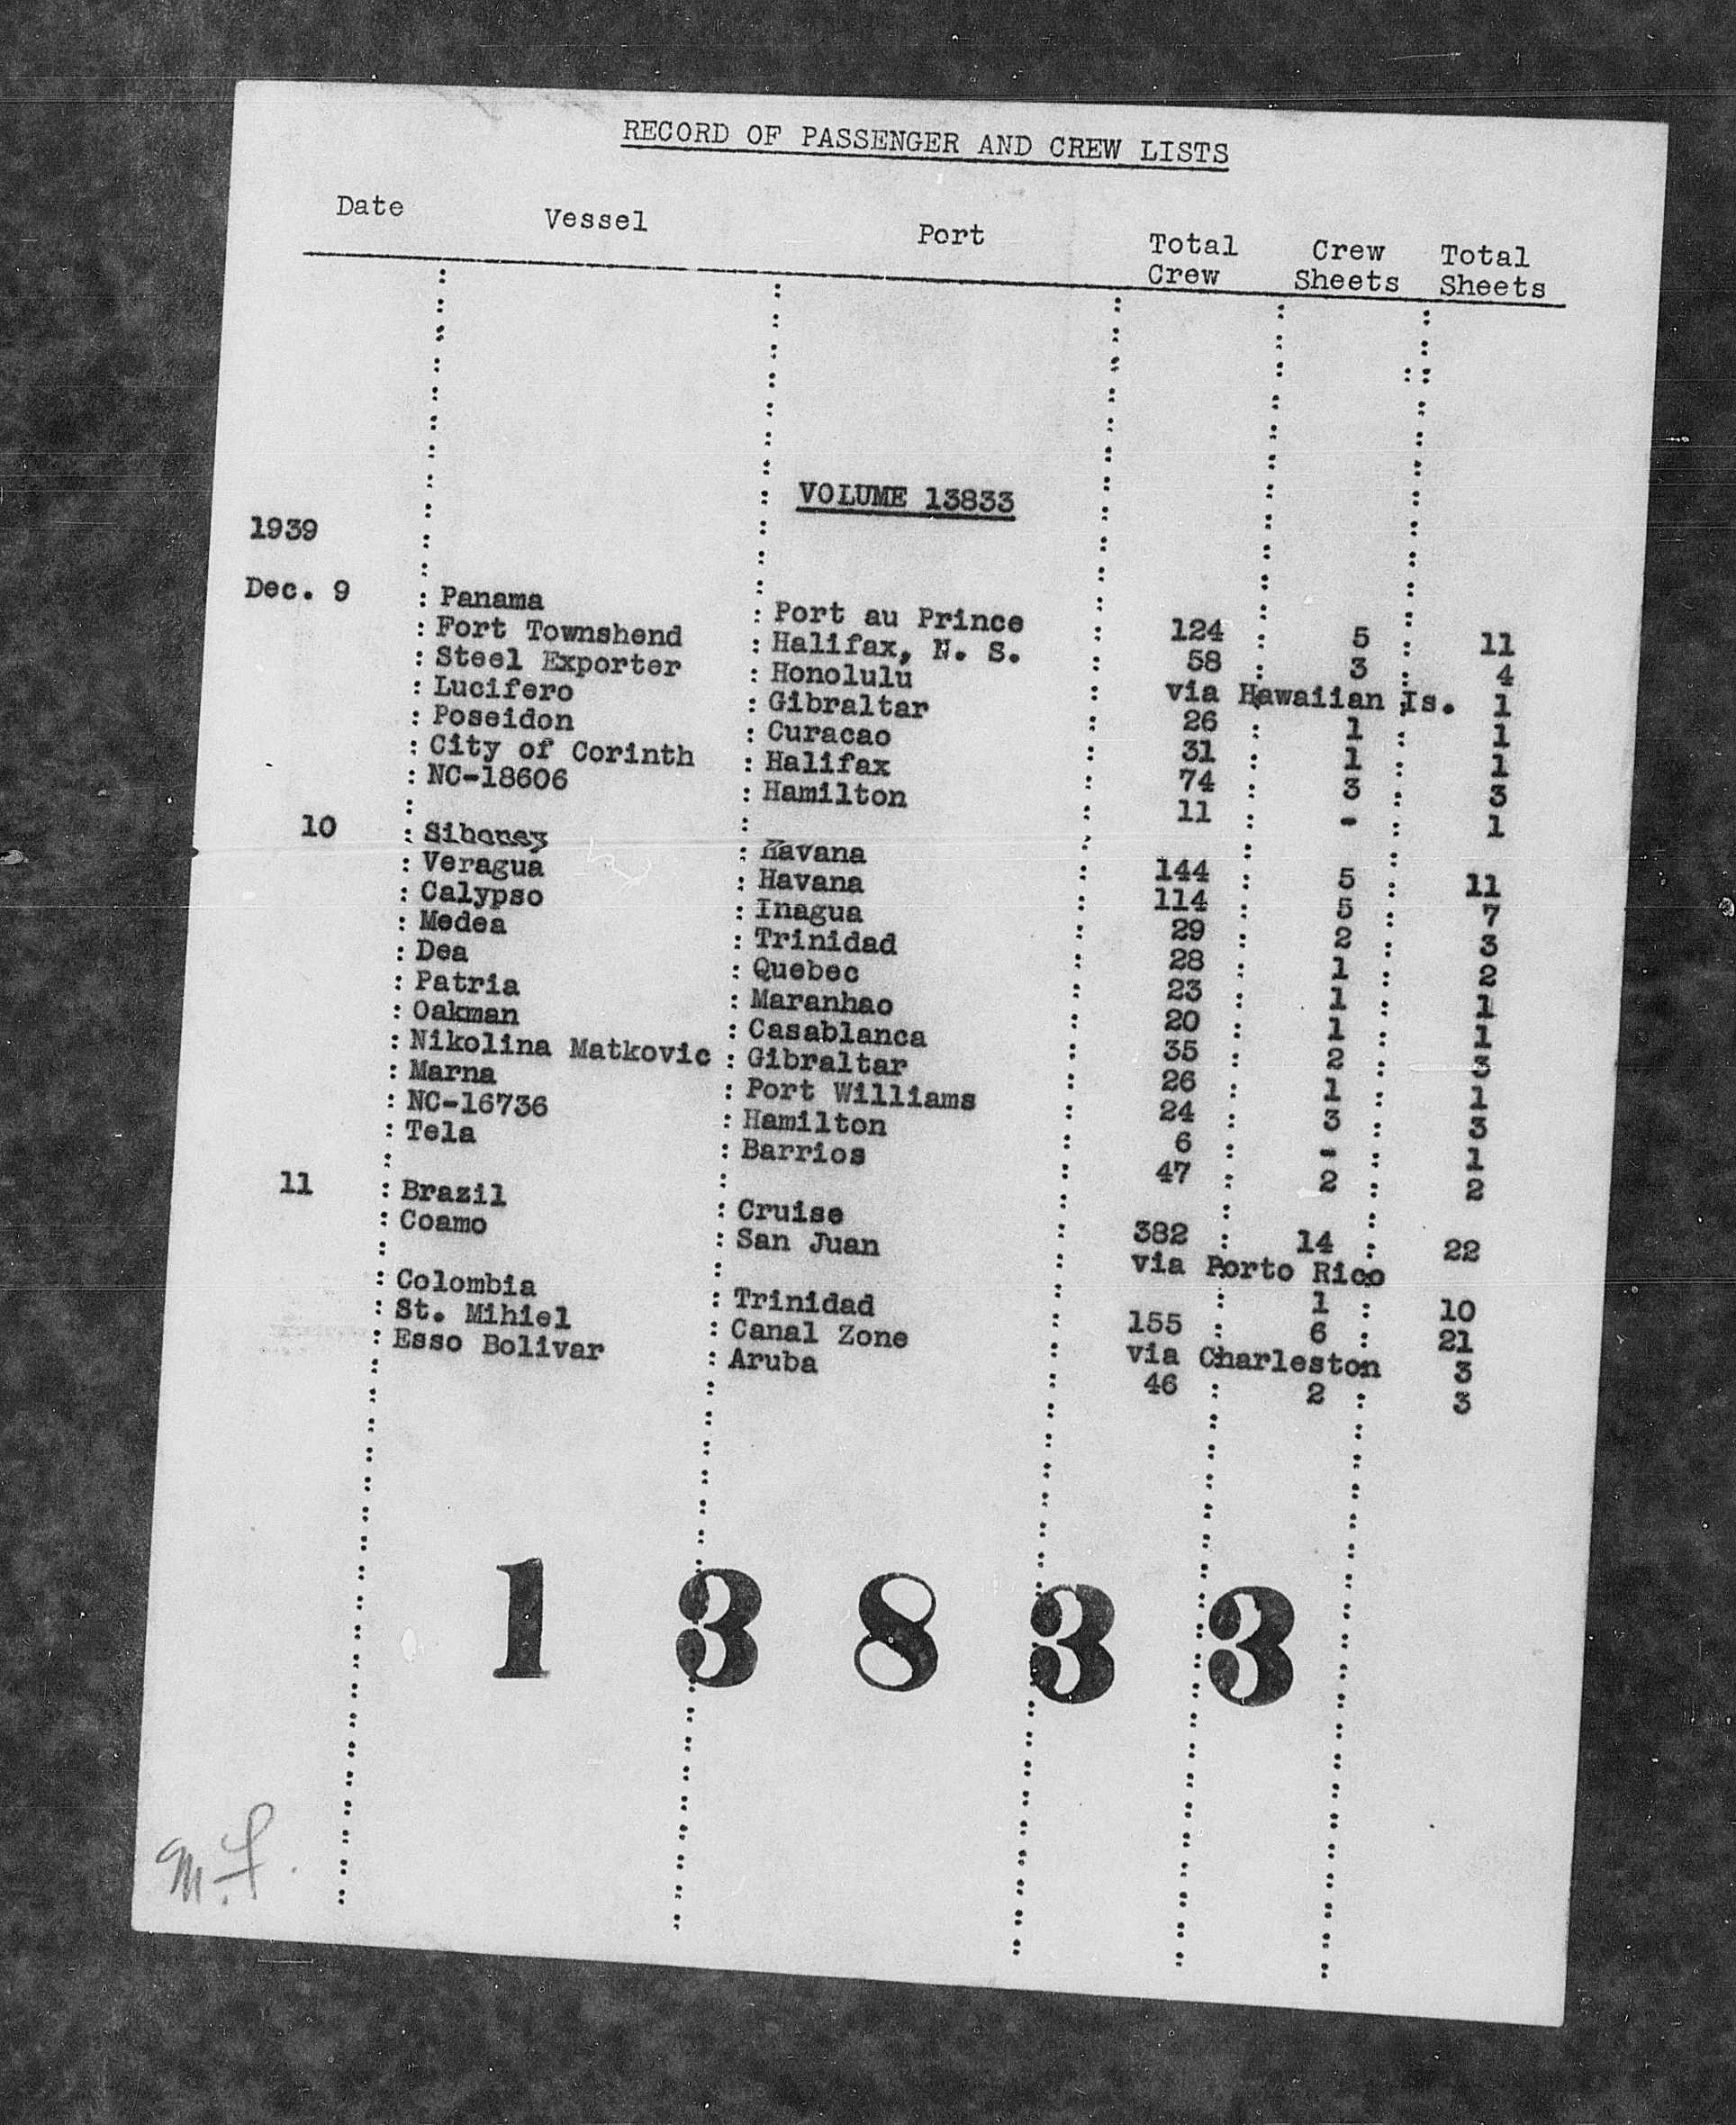 RECORD OF PASSENGER AND CREW LISTS
Date Vessel Port Total Crew Crew Sheets Total Sheets
VOLUME 13833
1939
Dec. 9 : Panama : Port au Prince : 124 : 5 : 11
: Fort Townshend : Halifax, N. S. : 58 : 3 : 4
: Steel Exporter : Honolulu : via Hawaiian Is. 1
: Lucifero : Gibraltar : 26 : 1 : 1
: Poseidon : Curacao : 31 : 1 : 1
: City of Corinth : Halifax : 74 : 3 : 3
: NC-18606 : Hamilton : 11 : - : 1
10 : Siboney : Havana : 144 : 5 : 11
: Veragua : Havana : 114 : 5 : 7
: Calypso : Inagua : 29 : 2 : 3
: Medea : Trinidad : 28 : 1 : 2
: Dea : Quebec : 23 : 1 : 1
: Patria : Maranhao : 20 : 1 : 1
: Oakman : Casablanca : 35 : 2 : 3
: Nikolina Matkovic : Gibraltar : 26 : 1 : 1
: Marna : Port Williams : 24 : 3 : 3
: NC-16736 : Hamilton : 6 : - : 1
: Tela : Barrios : 47 : 2 : 2
11 : Brazil : Cruise : 382 : 14 : 22
: Coamo : San Juan : via Porto Rico
: : : : 1 : 10
: Colombia : Trinidad : 155 : 6 : 21
: St. Mihiel : Canal Zone : via Charleston 3
: Esso Bolivar : Aruba : 46 : 2 : 3
1 3 8 3 3
M.F.